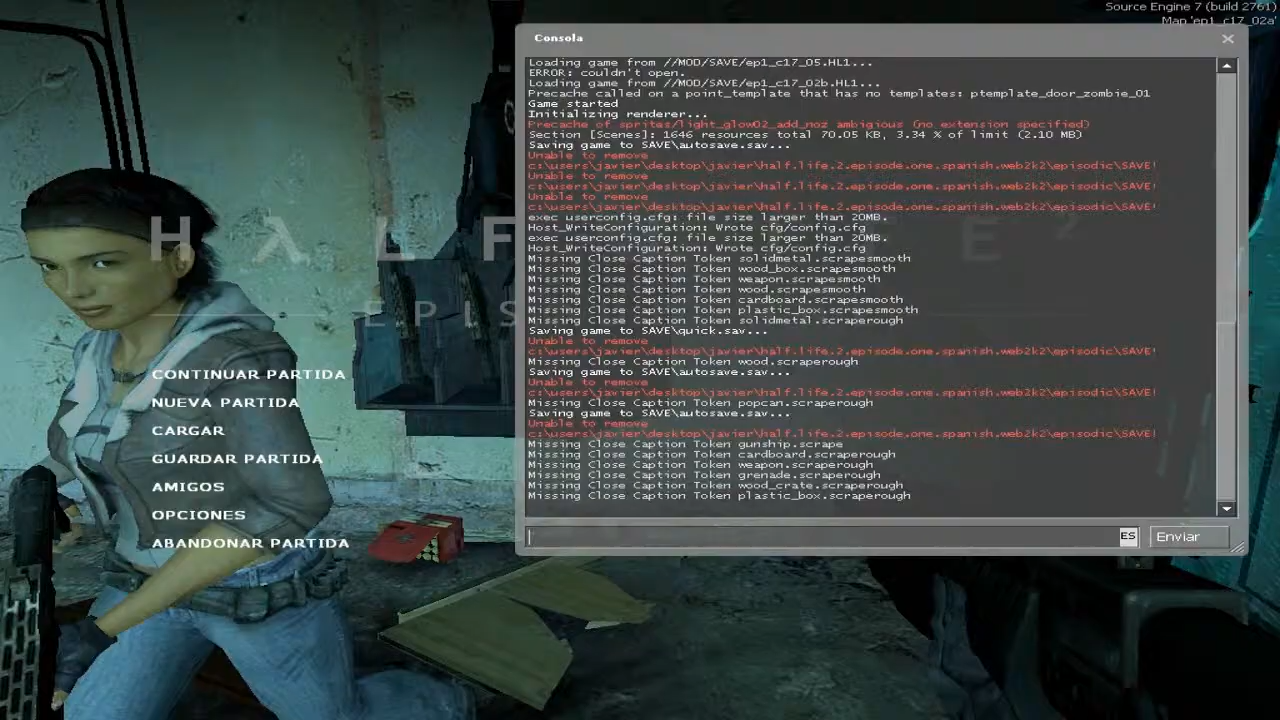 Source Engine 7 (build 2761)
Map 'ep1_c17_02a'
Consola
Loading game from //MOD/SAVE/ep1_c17_05.HL1...
ERROR: couldn't open.
Loading game from //MOD/SAVE/ep1_c17_02b.HL1...
Precache called on a point_template that has no templates: ptemplate_door_zombie_01
Game started
Initializing renderer...
Precache of sprites/light_glow02_add_noz ambigious (no extension specified)
Section [Scenes]: 1646 resources total 70.05 KB, 3.34 % of limit (2.10 MB)
Saving game to SAVE\autosave.sav...
Unable to remove
c:\users\javier\desktop\javier\half.life.2.episode.one.spanish.web2k2\episodic\SAVE!
Unable to remove
c:\users\javier\desktop\javier\half.life.2.episode.one.spanish.web2k2\episodic\SAVE!
Unable to remove
c:\users\javier\desktop\javier\half.life.2.episode.one.spanish.web2k2\episodic\SAVE!
exec userconfig.cfg: file size larger than 20MB.
Host_WriteConfiguration: Wrote cfg/config.cfg
exec userconfig.cfg: file size larger than 20MB.
Host_WriteConfiguration: Wrote cfg/config.cfg
Missing Close Caption Token solidmetal.scrapesmooth
Missing Close Caption Token wood_box.scrapesmooth
Missing Close Caption Token weapon.scrapesmoth
Missing Close Caption Token wood.scrapesmooth
Missing Close Caption Token cardboard.scrapesmooth
Missing Close Caption Token plastic_box.scrapesmooth
Missing Close Caption Token solidmetal.scraperough
Saving game to SAVE\quick.sav...
Unable to remove
c:\users\javier\desktop\javier\half.life.2.episode.one.spanish.web2k2\episodic\SAVE!
Missing Close Caption Token wood.scraperough
Saving game to SAVE\autosave.sav...
Unable to remove
c:\users\javier\desktop\javier\half.life.2.episode.one.spanish.web2k2\episodic\SAVE!
Missing Close Caption Token popcan.scraperough
Saving game to SAVE\autosave.sav...
Unable to remove
c:\users\javier\desktop\javier\half.life.2.episode.one.spanish.web2k2\episodic\SAVE!
Missing Close Caption Token gunship.scrape
Missing Close Caption Token cardboard.scraperough
Missing Close Caption Token weapon.scraperough
Missing Close Caption Token grenade.scraperough
Missing Close Caption Token wood_crate.scraperough
Missing Close Caption Token plastic_box.scraperough
ES
Enviar
H λ L F E 2
EPIS
CONTINUAR PARTIDA
NUEVA PARTIDA
CARGAR
GUARDAR PARTIDA
AMIGOS
OPCIONES
ABANDONAR PARTIDA